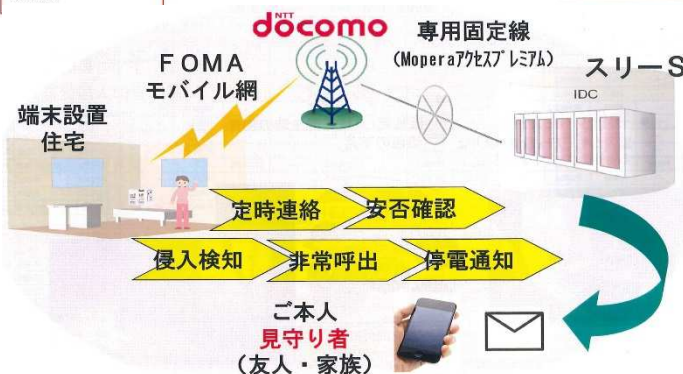 NTT
döcomo
専用固定線
(Moperaアクセスプレミアム)
スリーS
IDC
FOMA
モバイル網
端末設置
住宅
定時連絡
安否確認
侵入検知
非常呼出
停電通知
ご本人
見守り者
(友人・家族)